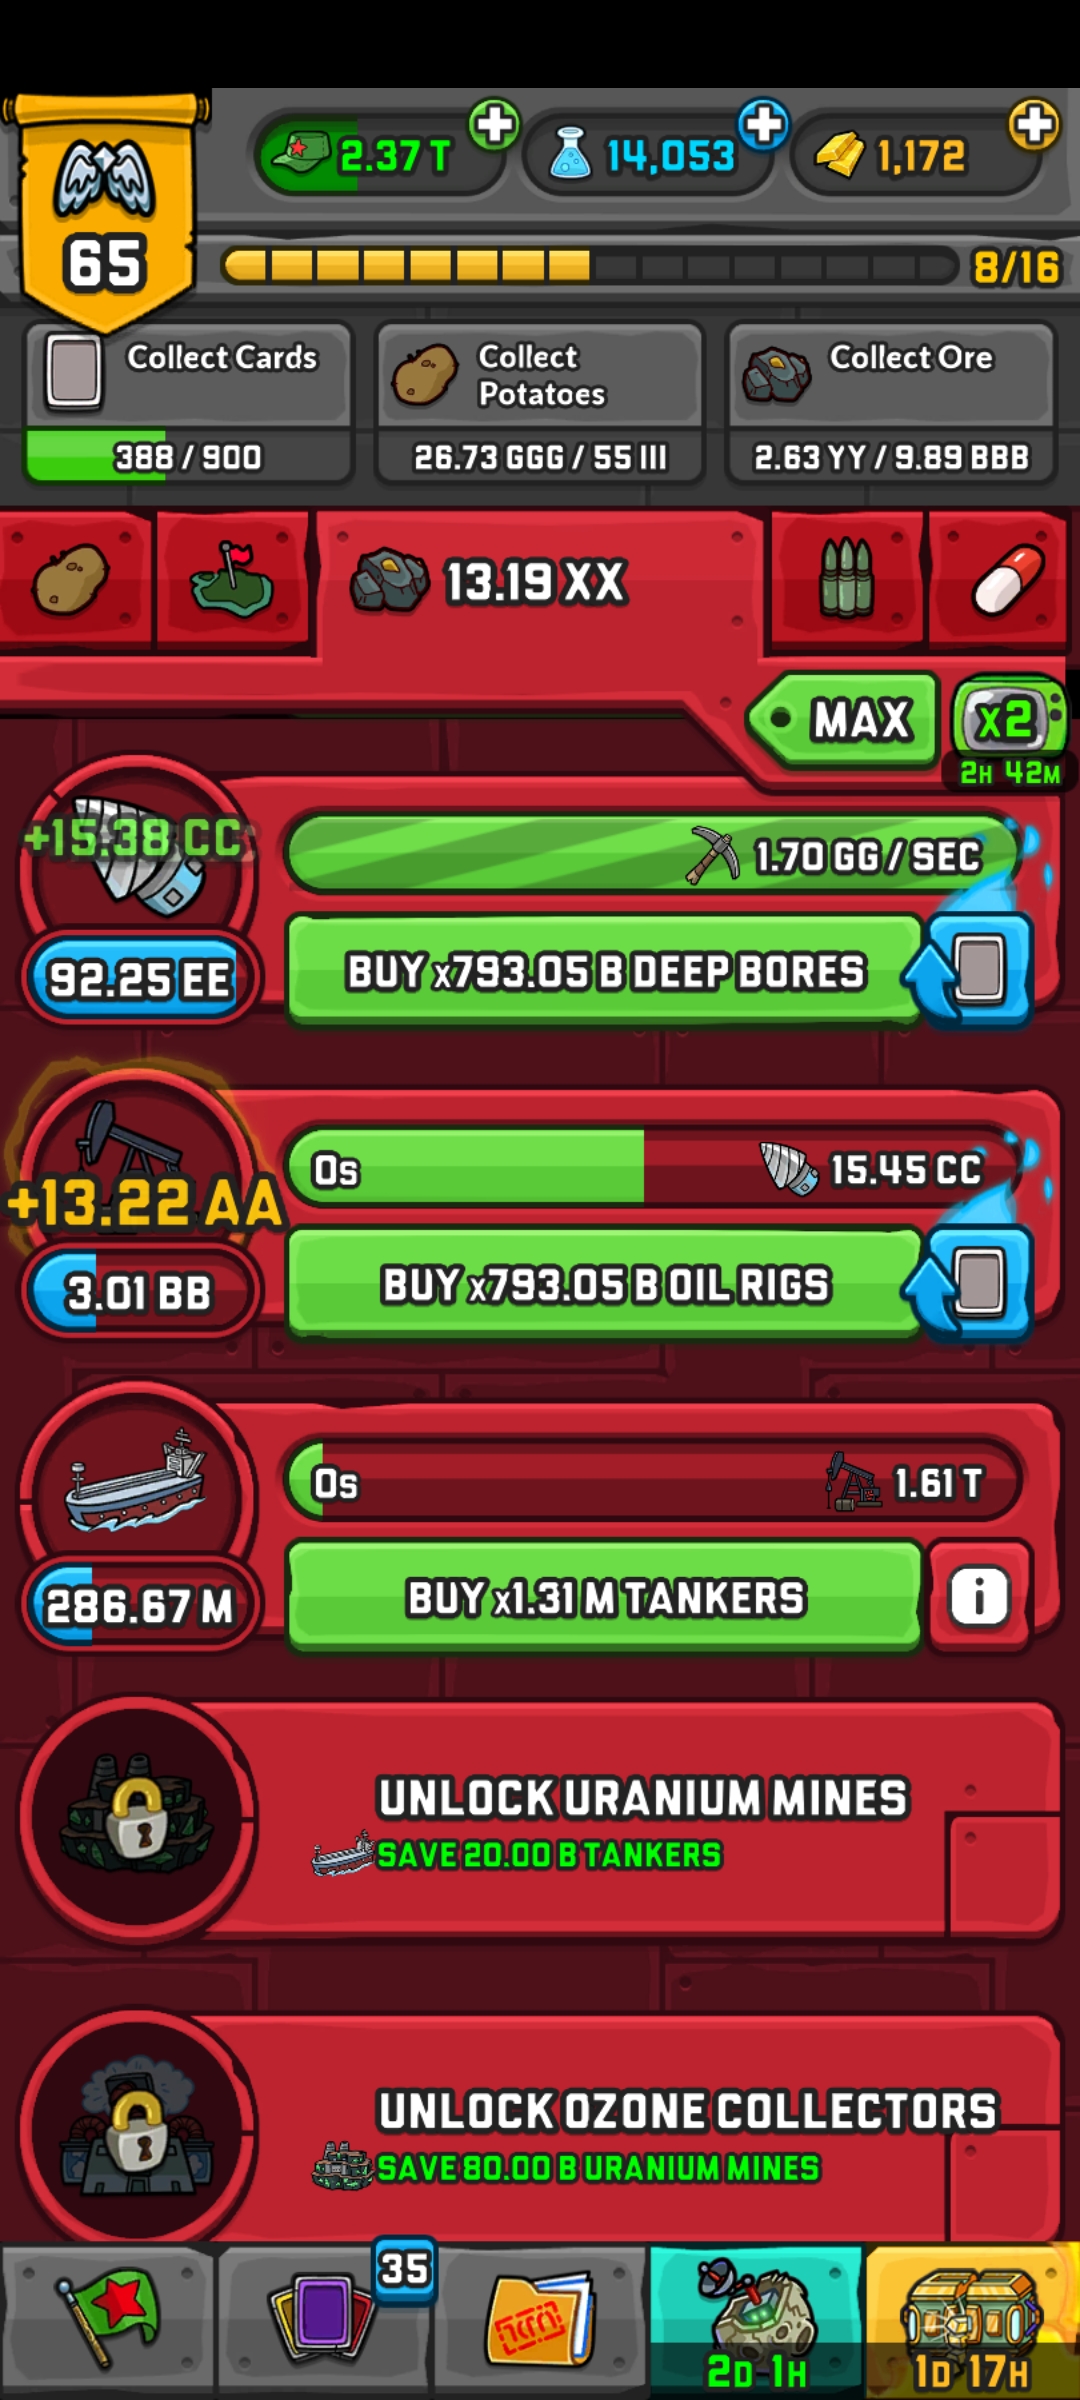 65
2.37 T
14,053
1,172
8/16
Collect Cards
388 / 900
Collect
Potatoes
26.73 GGG / 55 III
Collect Ore
2.63 YY / 9.89 BBB
13.19 XX
MAX
x2
2H 42M
+15.38 CC
1.70 GG / SEC
92.25 EE
BUY x793.05 B DEEP BORES
0s
15.45 CC
+13.22 AA
3.01 BB
BUY x793.05 B OIL RIGS
0s
1.61 T
286.67 M
BUY x1.31 M TANKERS
i
UNLOCK URANIUM MINES
SAVE 20.00 B TANKERS
UNLOCK OZONE COLLECTORS
SAVE 80.00 B URANIUM MINES
35
2D 1H
1D 17H